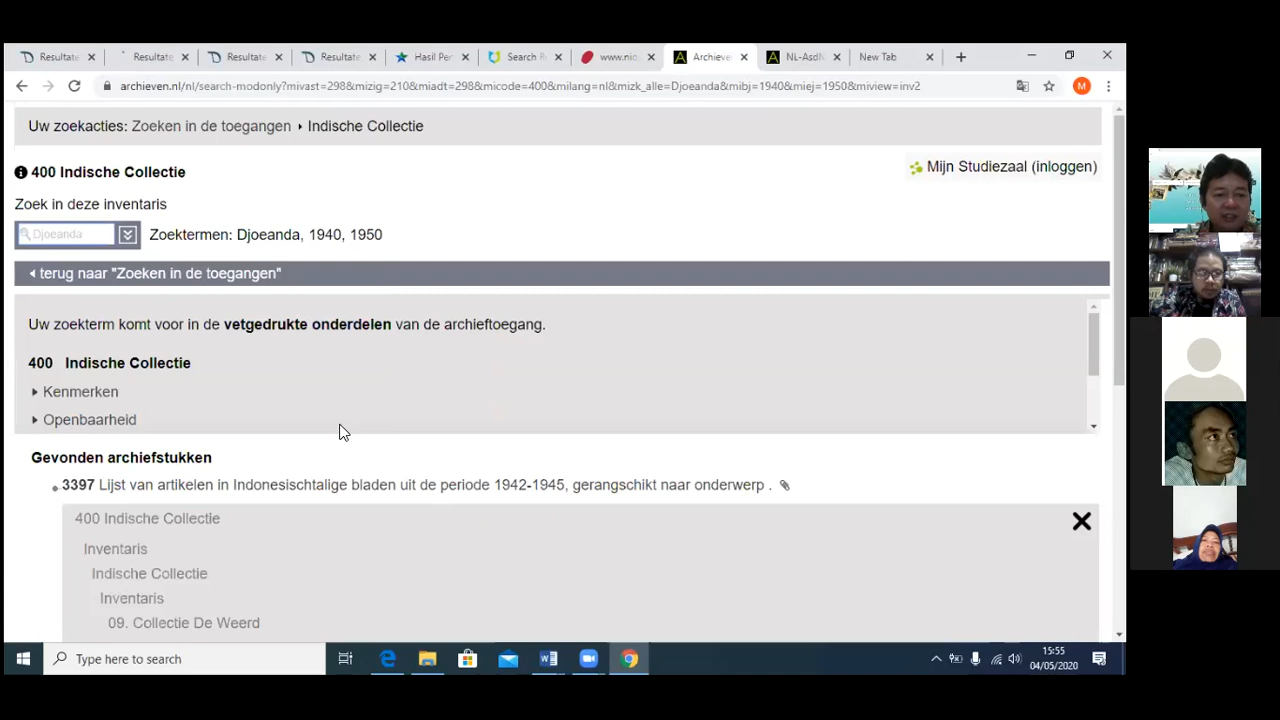 Resultate
Resultate
Resultate
Resultate
Hasil Per
Search R
www.nio
Archieve
NL-AsdN
New Tab
archieven.nl/nl/search-modonly?mivast=298&mizig=210&miadt=298&micode=400&milang=nl&mizk_alle=Djoeanda&mibj=1940&miej=1950&miview=inv2
M
Uw zoekacties: Zoeken in de toegangen Indische Collectie
400 Indische Collectie
Mijn Studiezaal (inloggen)
Zoek in deze inventaris
Djoeanda
Zoektermen: Djoeanda, 1940, 1950
terug naar "Zoeken in de toegangen"
Uw zoekterm komt voor in de vetgedrukte onderdelen van de archieftoegang.
400 Indische Collectie
Kenmerken
Openbaarheid
Gevonden archiefstukken
3397 Lijst van artikelen in Indonesischtalige bladen uit de periode 1942-1945, gerangschikt naar onderwerp .
400 Indische Collectie
Inventaris
Indische Collectie
Inventaris
09. Collectie De Weerd
Type here to search
15:55
04/05/2020